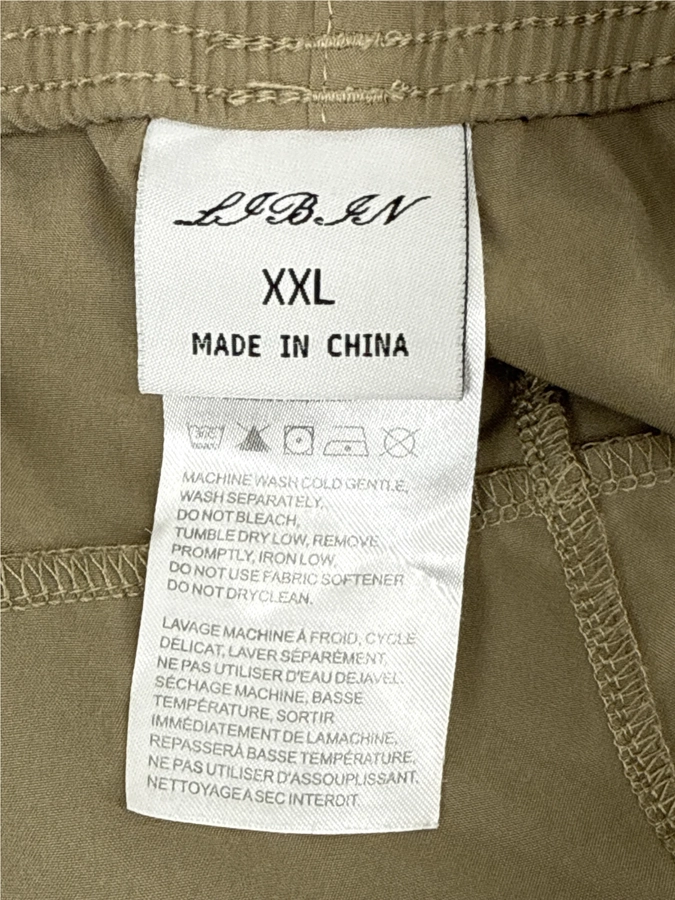 LIBIN
XXL
MADE IN CHINA
30°C
MACHINE WASH COLD GENTLE,
WASH SEPARATELY,
DO NOT BLEACH,
TUMBLE DRY LOW, REMOVE
PROMPTLY, IRON LOW,
DO NOT USE FABRIC SOFTENER
DO NOT DRYCLEAN.
LAVAGE MACHINE À FROID, CYCLE
DÉLICAT, LAVER SÉPARÉMENT,
NE PAS UTILISER D'EAU DEJAVEL.
SÉCHAGE MACHINE, BASSE
TEMPÉRATURE, SORTIR
IMMÉDIATEMENT DE LAMACHINE,
REPASSERÀ BASSE TEMPÉRATURE,
NE PAS UTILISER D'ASSOUPLISSANT.
NETTOYAGE A SEC INTERDIT.